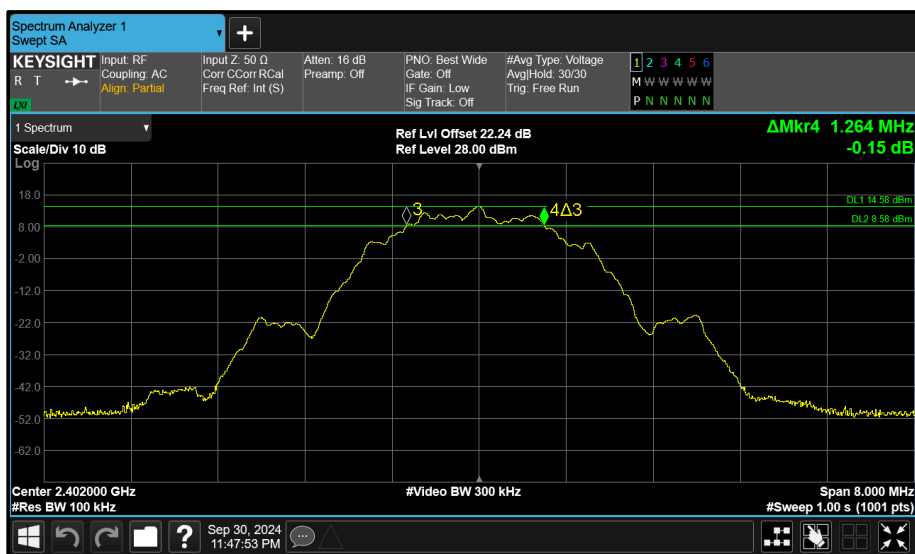 Spectrum Analyzer 1
Swept SA
+
KEYSIGHT
R T
LXI
Input: RF
Coupling: AC
Align: Partial
Input Z: 50 Ω
Corr CCorr RCal
Freq Ref: Int (S)
Atten: 16 dB
Preamp: Off
PNO: Best Wide
Gate: Off
IF Gain: Low
Sig Track: Off
#Avg Type: Voltage
Avg|Hold: 30/30
Trig: Free Run
1 2 3 4 5 6
M W W W W W
P N N N N N
1 Spectrum
Scale/Div 10 dB
Ref Lvl Offset 22.24 dB
Ref Level 28.00 dBm
ΔMkr4 1.264 MHz
-0.15 dB
Log
18.0
8.00
-2.00
-12.0
-22.0
-32.0
-42.0
-52.0
-62.0
DL1 14.58 dBm
DL2 8.58 dBm
3
4Δ3
Center 2.402000 GHz
#Res BW 100 kHz
#Video BW 300 kHz
Span 8.000 MHz
#Sweep 1.00 s (1001 pts)
?
Sep 30, 2024
11:47:53 PM